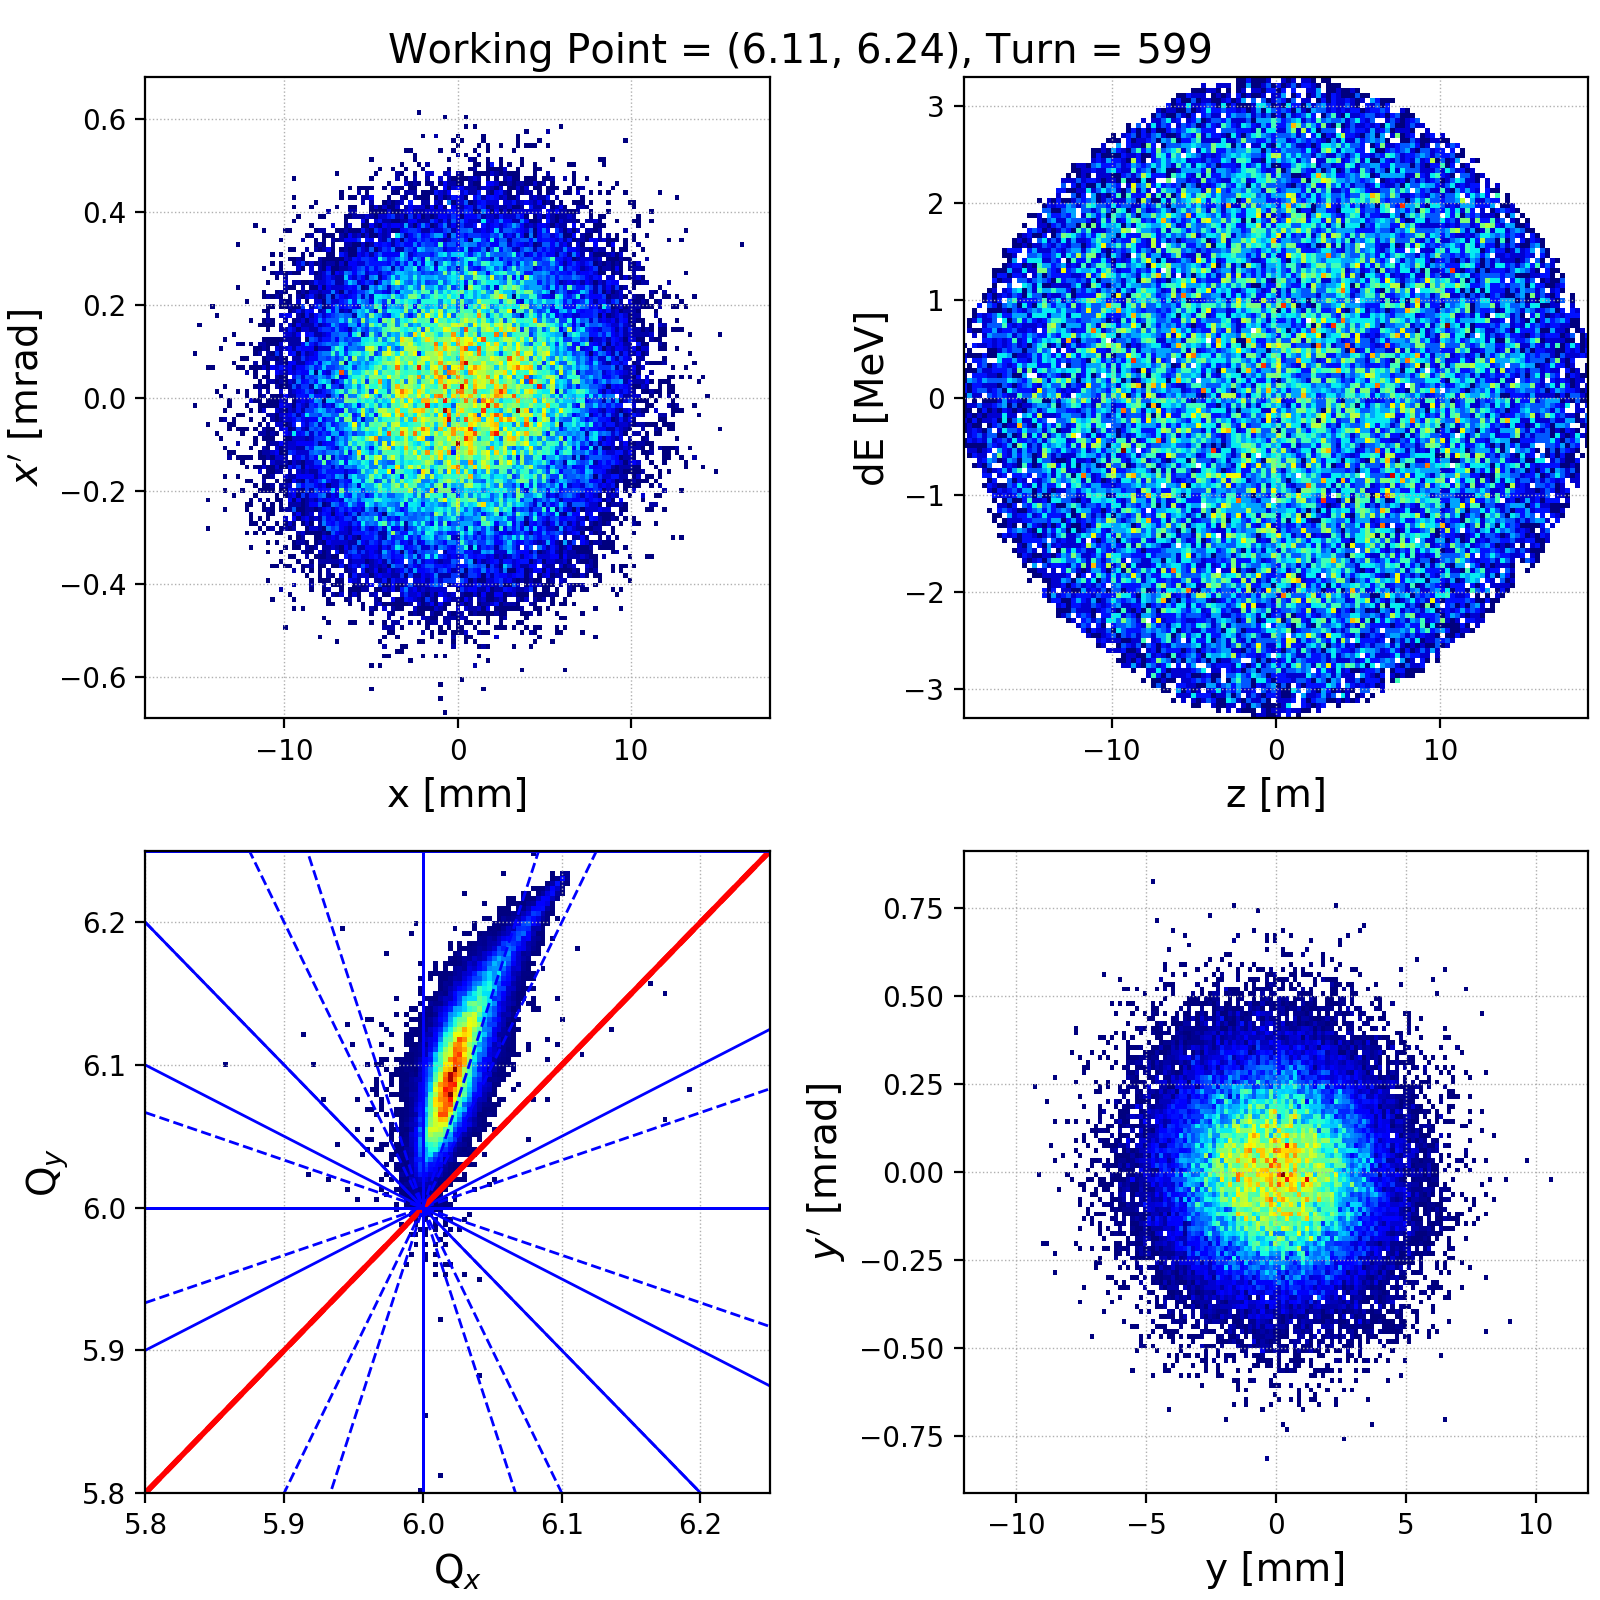 Working Point = (6.11, 6.24), Turn = 599
0.6
0.4
0.2
0.0
−0.2
−0.4
−0.6
x′ [mrad]
−10 0 10
x [mm]
3
2
1
0
−1
−2
−3
dE [MeV]
−10 0 10
z [m]
6.2
6.1
6.0
5.9
5.8
Qy
5.8 5.9 6.0 6.1 6.2
Qx
0.75
0.50
0.25
0.00
−0.25
−0.50
−0.75
y′ [mrad]
−10 −5 0 5 10
y [mm]